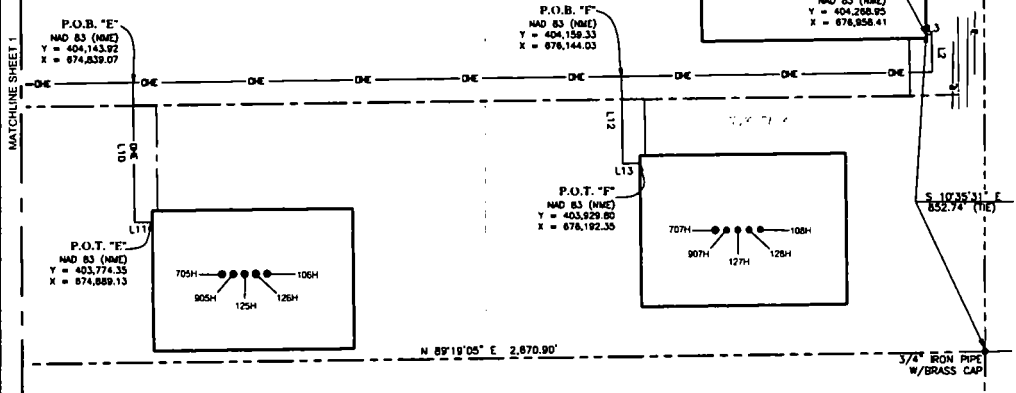 MATCHLINE SHEET 1
P.O.B. "E"
NAD 83 (NME)
Y = 404,143.92
X = 674,839.07
P.O.B. "F"
NAD 83 (NME)
Y = 404,159.33
X = 676,144.03
NAD 83 (NME)
Y = 404,268.95
X = 676,956.41
L3
L2
OHE OHE OHE OHE OHE OHE OHE OHE OHE
L10
OHE
L12
L13
L11
P.O.T. "F"
NAD 83 (NME)
Y = 403,929.80
X = 676,192.35
P.O.T. "E"
NAD 83 (NME)
Y = 403,774.35
X = 674,889.13
S 10°35'31" E
852.74' (TIE)
707H
108H
907H
127H
128H
705H
106H
905H
125H
126H
N 89°19'05" E 2,670.90'
3/4" IRON PIPE
W/BRASS CAP